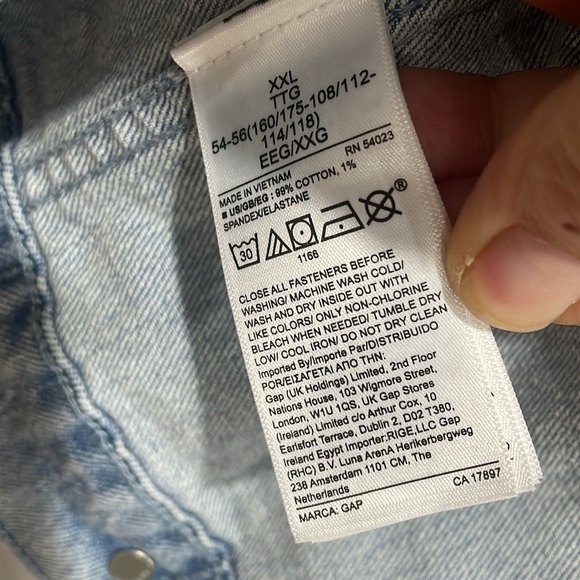 XXL
TTG
54-56(160/175-108/112-
114/118)
EEG/XXG
RN 54023
MADE IN VIETNAM
■ US/GB/EG : 99% COTTON, 1%
SPANDEX/ELASTANE
30
®
1166
CLOSE ALL FASTENERS BEFORE
WASHING/ MACHINE WASH COLD/
WASH AND DRY INSIDE OUT WITH
LIKE COLORS/ ONLY NON-CHLORINE
BLEACH WHEN NEEDED/ TUMBLE DRY
LOW/ COOL IRON/ DO NOT DRY CLEAN
Imported By/Importe Par/DISTRIBUIDO
POR/ΕΙΣΑΓΕΤΑΙ ΑΠΟ ΤΗΝ:
Gap (UK Holdings) Limited, 2nd Floor
Nations House, 103 Wigmore Street.
London, W1U 1QS, UK Gap Stores
(Ireland) Limited c/o Arthur Cox, 10
Earlsfort Terrace, Dublin 2, D02 T380,
Ireland Egypt Importer:RIGE,LLC Gap
(RHC) B.V. Luna ArenA Herikerbergweg
238 Amsterdam 1101 CM, The
Netherlands
CA 17897
MARCA: GAP